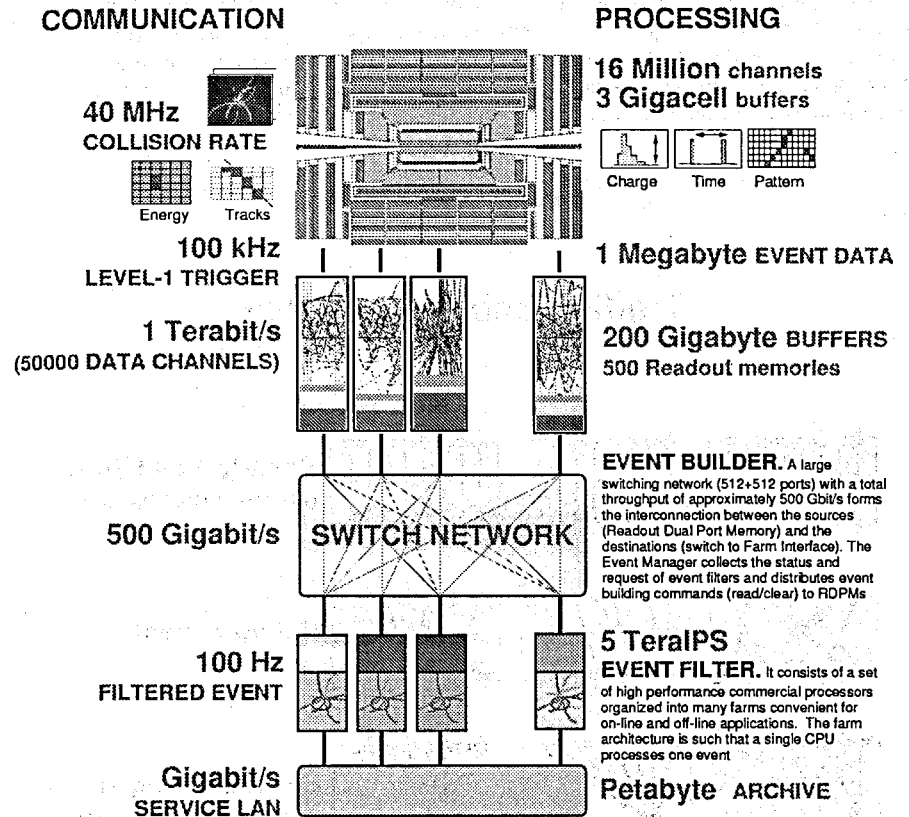 COMMUNICATION
PROCESSING
40 MHz
COLLISION RATE
Energy
Tracks
16 Million channels
3 Gigacell buffers
Charge
Time
Pattern
100 kHz
LEVEL-1 TRIGGER
1 Megabyte EVENT DATA
1 Terabit/s
(50000 DATA CHANNELS)
200 Gigabyte BUFFERS
500 Readout memories
500 Gigabit/s
SWITCH NETWORK
EVENT BUILDER. A large
switching network (512+512 ports) with a total
throughput of approximately 500 Gbit/s forms
the interconnection between the sources
(Readout Dual Port Memory) and the
destinations (switch to Farm Interface). The
Event Manager collects the status and
request of event filters and distributes event
building commands (read/clear) to RDPMs
100 Hz
FILTERED EVENT
5 TeraIPS
EVENT FILTER. It consists of a set
of high performance commercial processors
organized into many farms convenient for
on-line and off-line applications. The farm
architecture is such that a single CPU
processes one event
Gigabit/s
SERVICE LAN
Petabyte ARCHIVE